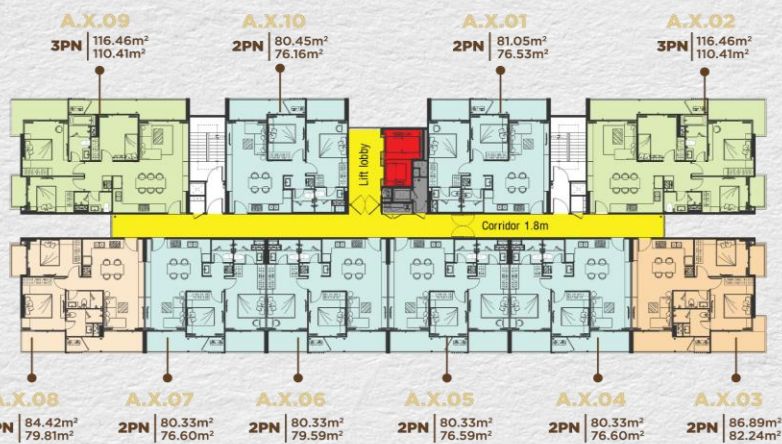 A.X.09
3PN 116.46m²
110.41m²
A.X.10
2PN 80.45m²
76.16m²
A.X.01
2PN 81.05m²
76.53m²
A.X.02
3PN 116.46m²
110.41m²
Lift lobby
Corridor 1.8m
A.X.08
PN 84.42m²
79.81m²
A.X.07
2PN 80.33m²
76.60m²
A.X.06
2PN 80.33m²
79.59m²
A.X.05
2PN 80.33m²
76.59m²
A.X.04
2PN 80.33m²
76.60m²
A.X.03
2PN 86.89m²
82.24m²